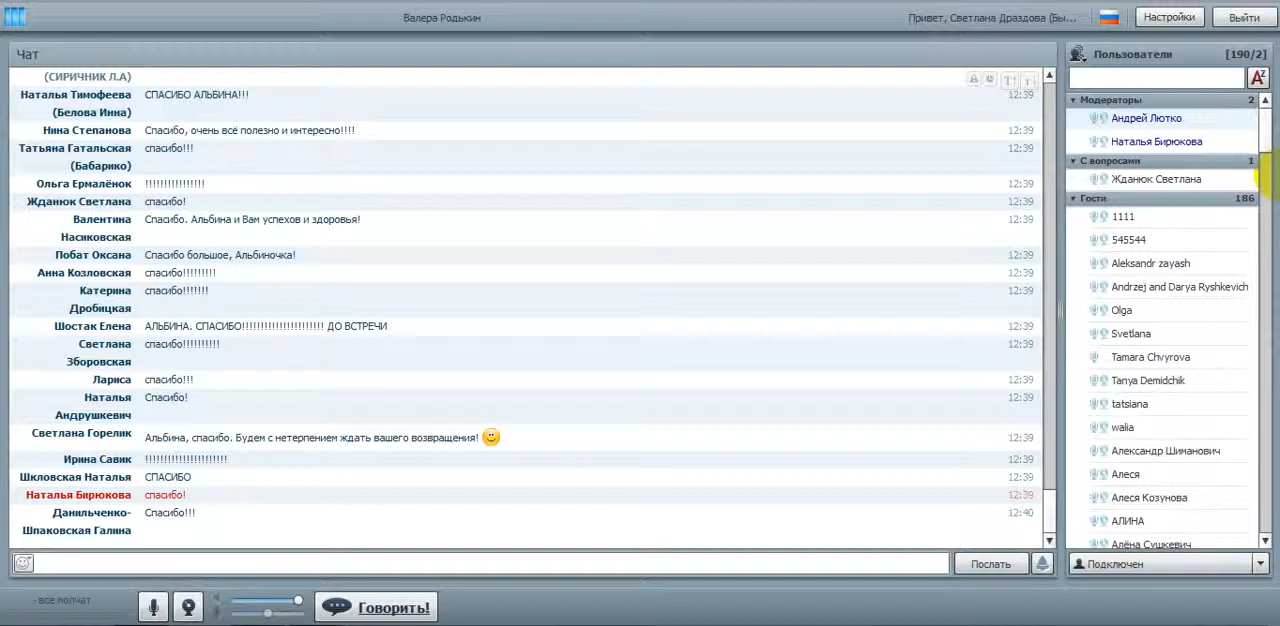 Валера Родькин
Привет, Светлана Драздова (Бы...
Настройки
Выйти
Чат
(СИРИЧНИК Л.А)
Наталья Тимофеева СПАСИБО АЛЬБИНА!!! 12:39
(Белова Инна)
Нина Степанова Спасибо, очень всё полезно и интересно!!!! 12:39
Татьяна Гатальская спасибо!!! 12:39
(Бабарико)
Ольга Ермалёнок !!!!!!!!!!!!!!!! 12:39
Жданюк Светлана спасибо! 12:39
Валентина Спасибо. Альбина и Вам успехов и здоровья! 12:39
Насиковская
Побат Оксана Спасибо большое, Альбиночка! 12:39
Анна Козловская спасибо!!!!!!!!! 12:39
Катерина спасибо!!!!!!! 12:39
Дробицкая
Шостак Елена АЛЬБИНА. СПАСИБО!!!!!!!!!!!!!!!!!!!!!! ДО ВСТРЕЧИ 12:39
Светлана спасибо!!!!!!!!!! 12:39
Зборовская
Лариса спасибо!!! 12:39
Наталья Спасибо! 12:39
Андрушкевич
Светлана Горелик Альбина, спасибо. Будем с нетерпением ждать вашего возвращения! 12:39
Ирина Савик !!!!!!!!!!!!!!!!!!!!!! 12:39
Шкловская Наталья СПАСИБО 12:39
Наталья Бирюкова спасибо! 12:39
Данильченко- Спасибо!!! 12:40
Шпаковская Галина
Послать
- все молчат
Говорить!
Пользователи [190/2]
Модераторы 2
Андрей Лютко
Наталья Бирюкова
С вопросами 1
Жданюк Светлана
Гости 186
1111
545544
Aleksandr zayash
Andrzej and Darya Ryshkevich
Olga
Svetlana
Tamara Chvyrova
Tanya Demidchik
tatsiana
walia
Александр Шиманович
Алеся
Алеся Козунова
АЛИНА
Алёна Сушкевич
Подключен